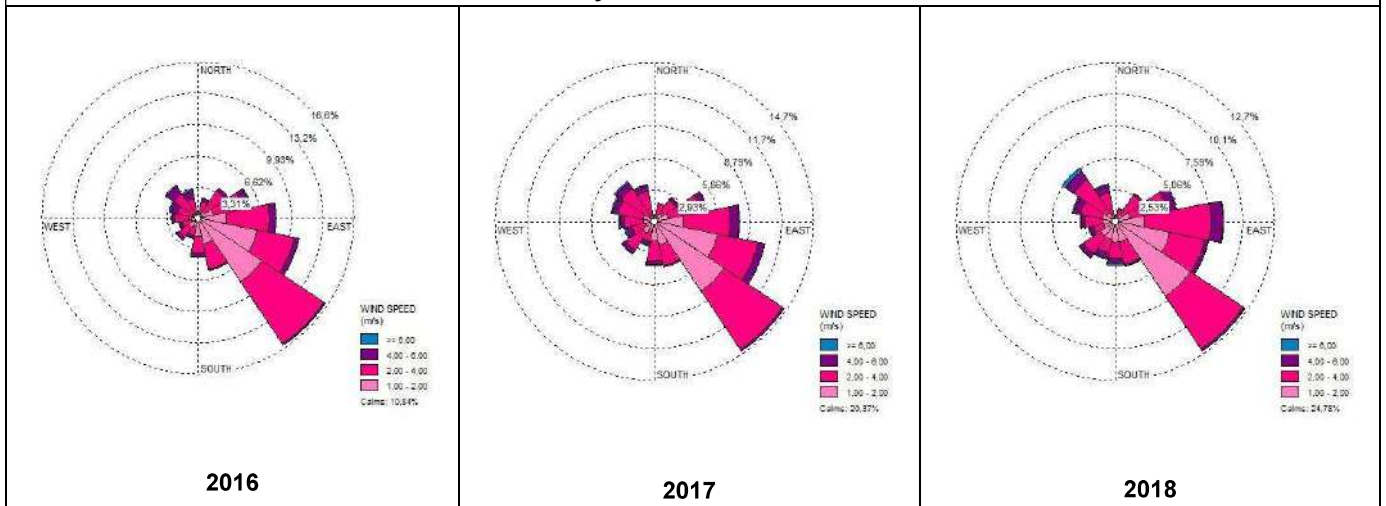 NORTH
16,6%
13,2%
9,93%
6,62%
3,31%
WEST
EAST
SOUTH
WIND SPEED
(m/s)
>= 6,00
4,00 - 6,00
2,00 - 4,00
1,00 - 2,00
Calms: 10,84%
2016
NORTH
14,7%
11,7%
8,79%
5,86%
2,93%
WEST
EAST
SOUTH
WIND SPEED
(m/s)
>= 6,00
4,00 - 6,00
2,00 - 4,00
1,00 - 2,00
Calms: 20,87%
2017
NORTH
12,7%
10,1%
7,59%
5,06%
2,53%
WEST
EAST
SOUTH
WIND SPEED
(m/s)
>= 6,00
4,00 - 6,00
2,00 - 4,00
1,00 - 2,00
Calms: 24,78%
2018